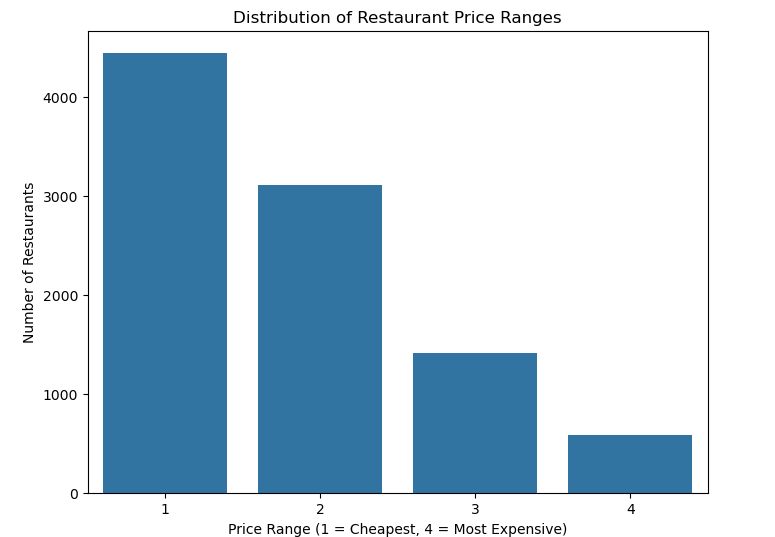 Distribution of Restaurant Price Ranges
Number of Restaurants
4000
3000
2000
1000
0
1 2 3 4
Price Range (1 = Cheapest, 4 = Most Expensive)